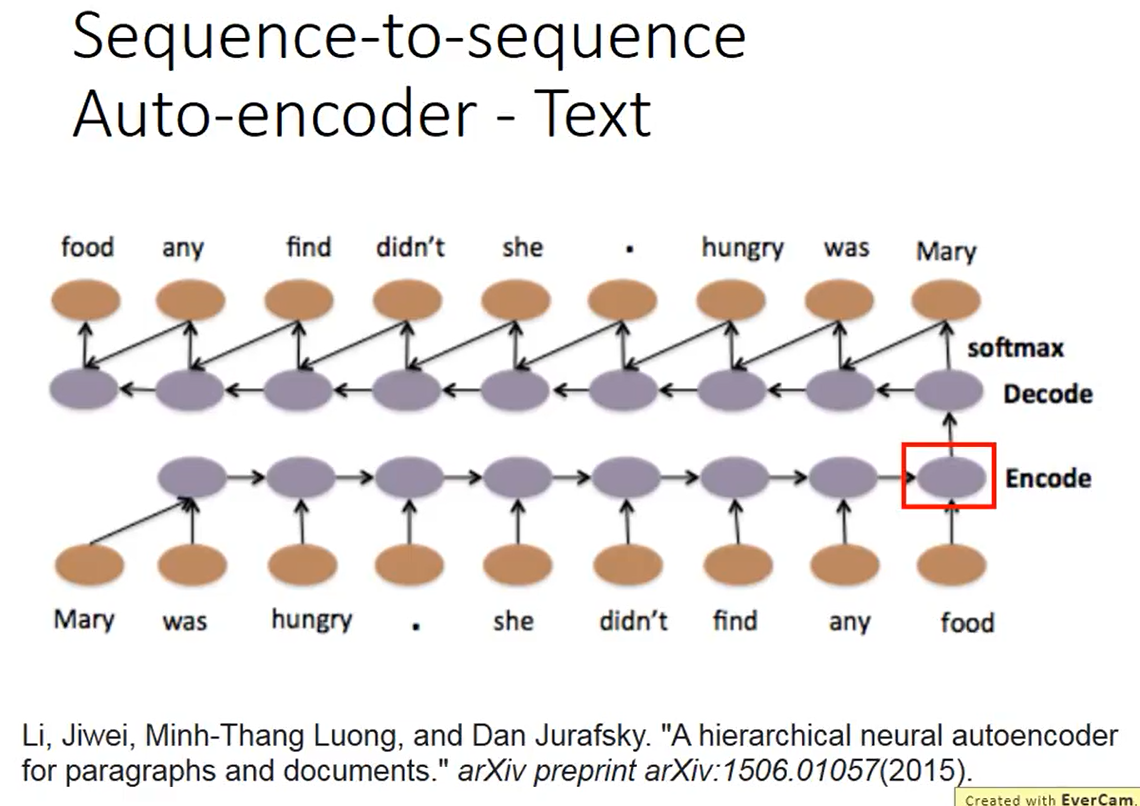 Sequence-to-sequence
Auto-encoder - Text
food any find didn't she . hungry was Mary
softmax
Decode
Encode
Mary was hungry . she didn't find any food
Li, Jiwei, Minh-Thang Luong, and Dan Jurafsky. "A hierarchical neural autoencoder
for paragraphs and documents." arXiv preprint arXiv:1506.01057(2015).
Created with EverCam.